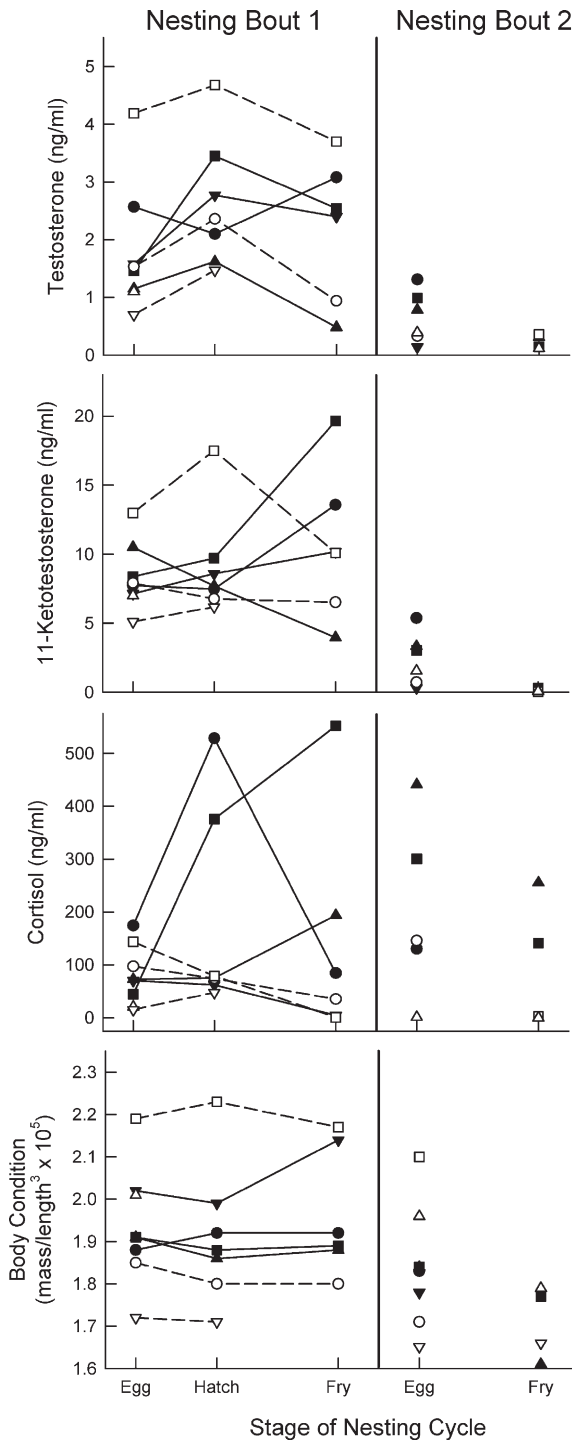 Nesting Bout 1
Nesting Bout 2
Testosterone (ng/ml)
5
4
3
2
1
0
11-Ketotestosterone (ng/ml)
20
15
10
5
0
Cortisol (ng/ml)
500
400
300
200
100
0
Body Condition
(mass/length³ x 10⁵)
2.3
2.2
2.1
2.0
1.9
1.8
1.7
1.6
Egg
Hatch
Fry
Egg
Fry
Stage of Nesting Cycle